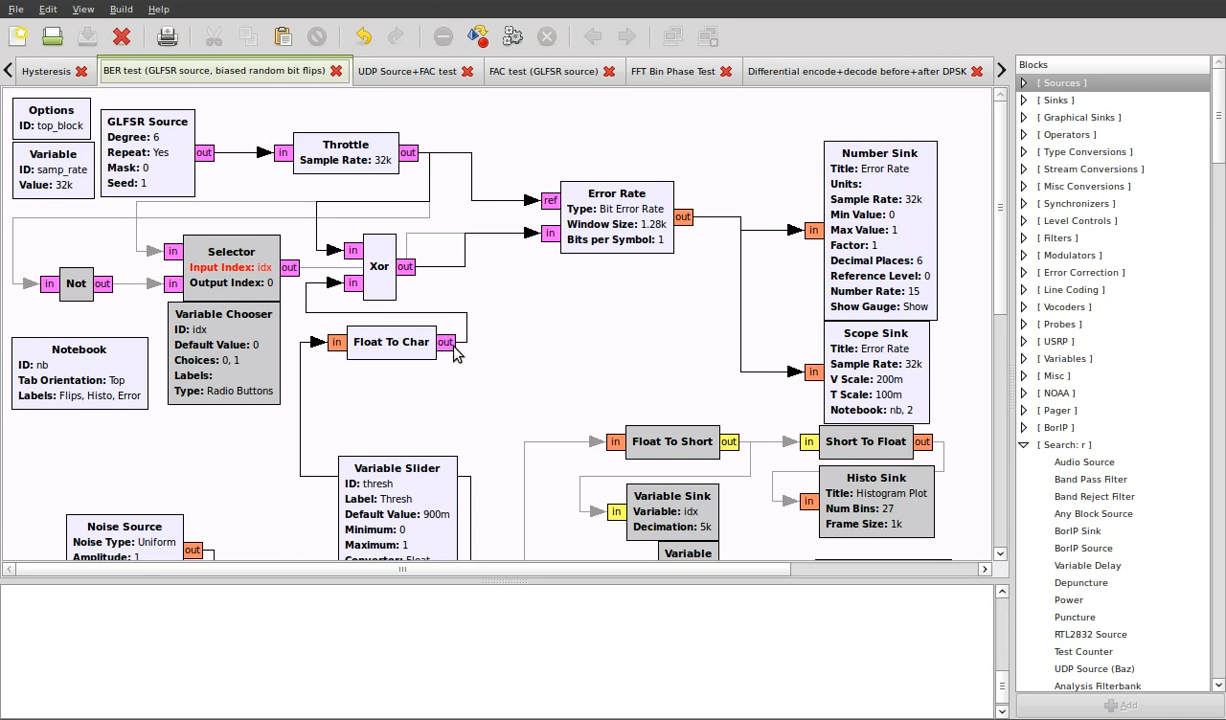 File Edit View Build Help
Hysteresis
BER test (GLFSR source, biased random bit flips)
UDP Source+FAC test
FAC test (GLFSR source)
FFT Bin Phase Test
Differential encode+decode before+after DPSK
Options
ID: top_block
Variable
ID: samp_rate
Value: 32k
GLFSR Source
Degree: 6
Repeat: Yes
Mask: 0
Seed: 1
out
in
Throttle
Sample Rate: 32k
out
ref
in
Error Rate
Type: Bit Error Rate
Window Size: 1.28k
Bits per Symbol: 1
out
in
Number Sink
Title: Error Rate
Units:
Sample Rate: 32k
Min Value: 0
Max Value: 1
Factor: 1
Decimal Places: 6
Reference Level: 0
Number Rate: 15
Show Gauge: Show
in
Not
out
in
in
Selector
Input Index: idx
Output Index: 0
out
in
in
Xor
out
Variable Chooser
ID: idx
Default Value: 0
Choices: 0, 1
Labels:
Type: Radio Buttons
in
Float To Char
out
in
Scope Sink
Title: Error Rate
Sample Rate: 32k
V Scale: 200m
T Scale: 100m
Notebook: nb, 2
Notebook
ID: nb
Tab Orientation: Top
Labels: Flips, Histo, Error
in
Float To Short
out
in
Short To Float
out
Variable Slider
ID: thresh
Label: Thresh
Default Value: 900m
Minimum: 0
Maximum: 1
Converter: Float
in
Variable Sink
Variable: idx
Decimation: 5k
in
Histo Sink
Title: Histogram Plot
Num Bins: 27
Frame Size: 1k
Noise Source
Noise Type: Uniform
Amplitude: 1
out
Variable
Blocks
[ Sources ]
[ Sinks ]
[ Graphical Sinks ]
[ Operators ]
[ Type Conversions ]
[ Stream Conversions ]
[ Misc Conversions ]
[ Synchronizers ]
[ Level Controls ]
[ Filters ]
[ Modulators ]
[ Error Correction ]
[ Line Coding ]
[ Vocoders ]
[ Probes ]
[ USRP ]
[ Variables ]
[ Misc ]
[ NOAA ]
[ Pager ]
[ BorIP ]
[ Search: r ]
Audio Source
Band Pass Filter
Band Reject Filter
Any Block Source
BorIP Sink
BorIP Source
Variable Delay
Depuncture
Power
Puncture
RTL2832 Source
Test Counter
UDP Source (Baz)
Analysis Filterbank
Add